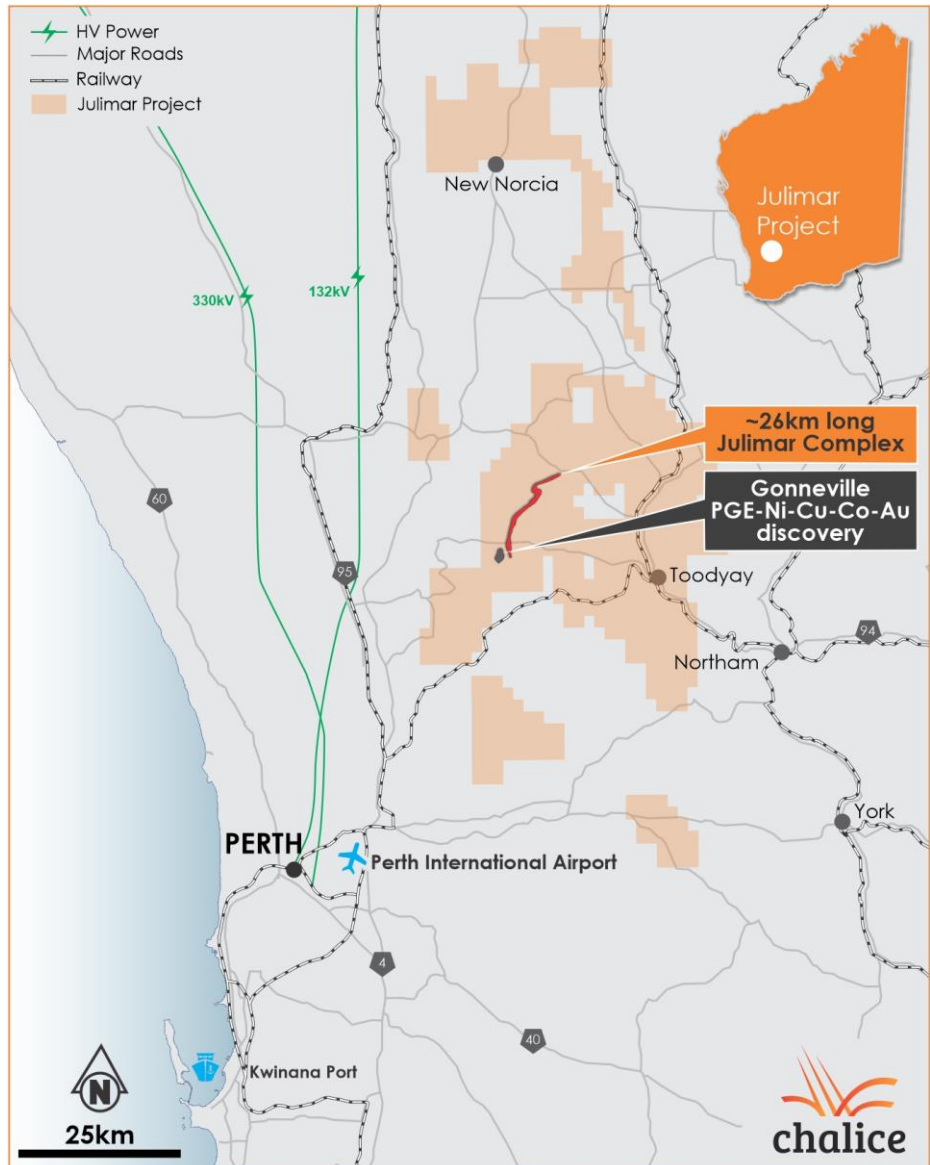 HV Power
Major Roads
Railway
Julimar Project
New Norcia
Julimar
Project
330kV
132kV
~26km long
Julimar Complex
Gonneville
PGE-Ni-Cu-Co-Au
discovery
60
95
Toodyay
94
Northam
York
PERTH
Perth International Airport
4
40
Kwinana Port
N
25km
chalice